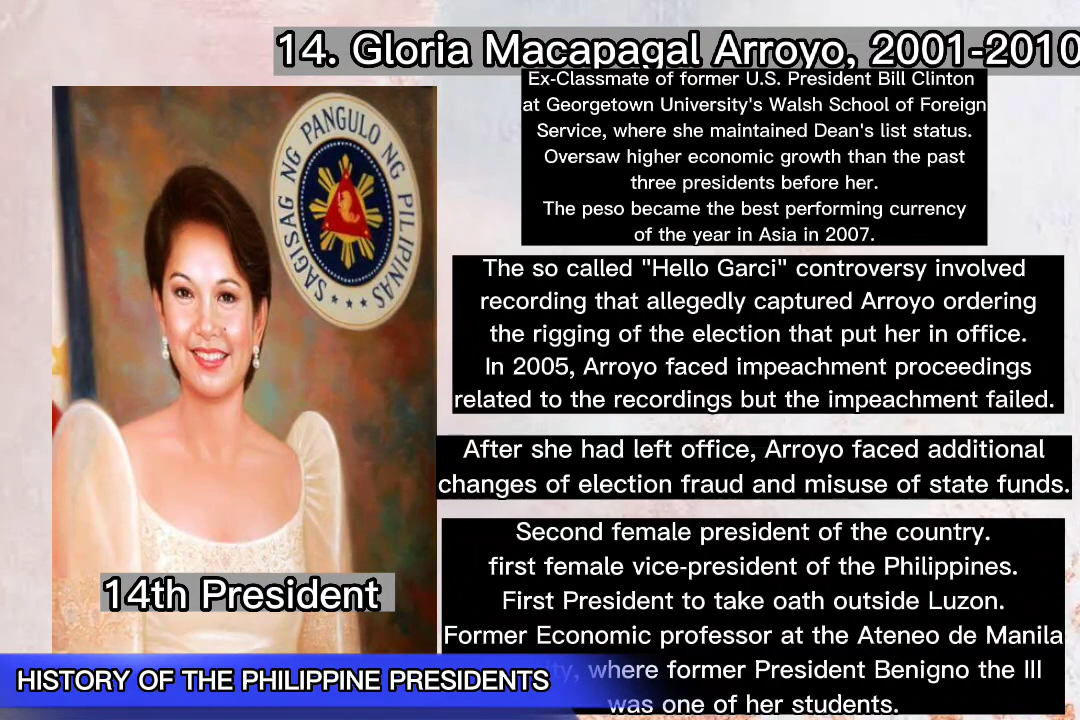 14. Gloria Macapagal Arroyo, 2001-2010
Ex-Classmate of former U.S. President Bill Clinton
at Georgetown University's Walsh School of Foreign
Service, where she maintained Dean's list status.
Oversaw higher economic growth than the past
three presidents before her.
The peso became the best performing currency
of the year in Asia in 2007.
SAGISAG NG PANGULO NG PILIPINAS
The so called "Hello Garci" controversy involved
recording that allegedly captured Arroyo ordering
the rigging of the election that put her in office.
In 2005, Arroyo faced impeachment proceedings
related to the recordings but the impeachment failed.
After she had left office, Arroyo faced additional
changes of election fraud and misuse of state funds.
Second female president of the country.
first female vice-president of the Philippines.
First President to take oath outside Luzon.
Former Economic professor at the Ateneo de Manila
where former President Benigno the III
was one of her students.
14th President
HISTORY OF THE PHILIPPINE PRESIDENTS